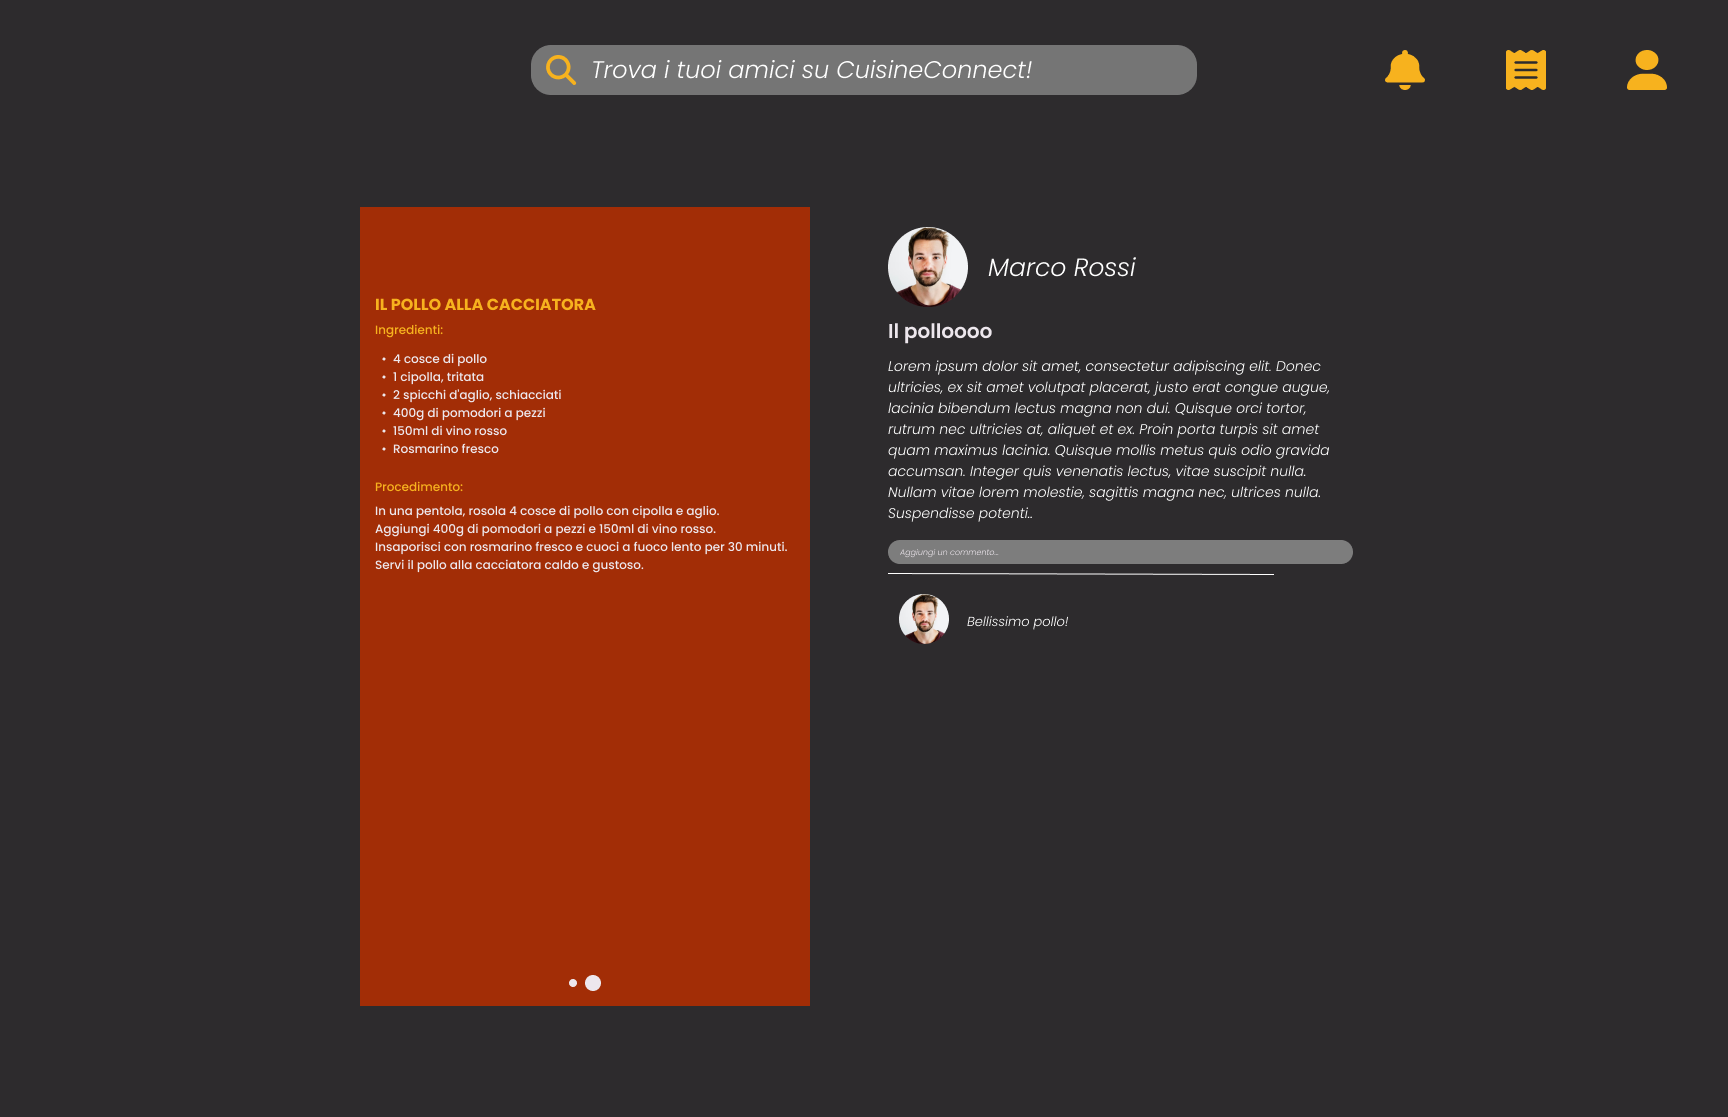 Trova i tuoi amici su CuisineConnect!
IL POLLO ALLA CACCIATORA
Ingredienti:
• 4 cosce di pollo
• 1 cipolla, tritata
• 2 spicchi d'aglio, schiacciati
• 400g di pomodori a pezzi
• 150ml di vino rosso
• Rosmarino fresco
Procedimento:
In una pentola, rosola 4 cosce di pollo con cipolla e aglio.
Aggiungi 400g di pomodori a pezzi e 150ml di vino rosso.
Insaporisci con rosmarino fresco e cuoci a fuoco lento per 30 minuti.
Servi il pollo alla cacciatora caldo e gustoso.
Marco Rossi
Il polloooo
Lorem ipsum dolor sit amet, consectetur adipiscing elit. Donec
ultricies, ex sit amet volutpat placerat, justo erat congue augue,
lacinia bibendum lectus magna non dui. Quisque orci tortor,
rutrum nec ultricies at, aliquet et ex. Proin porta turpis sit amet
quam maximus lacinia. Quisque mollis metus quis odio gravida
accumsan. Integer quis venenatis lectus, vitae suscipit nulla.
Nullam vitae lorem molestie, sagittis magna nec, ultrices nulla.
Suspendisse potenti..
Aggiungi un commento...
Bellissimo pollo!